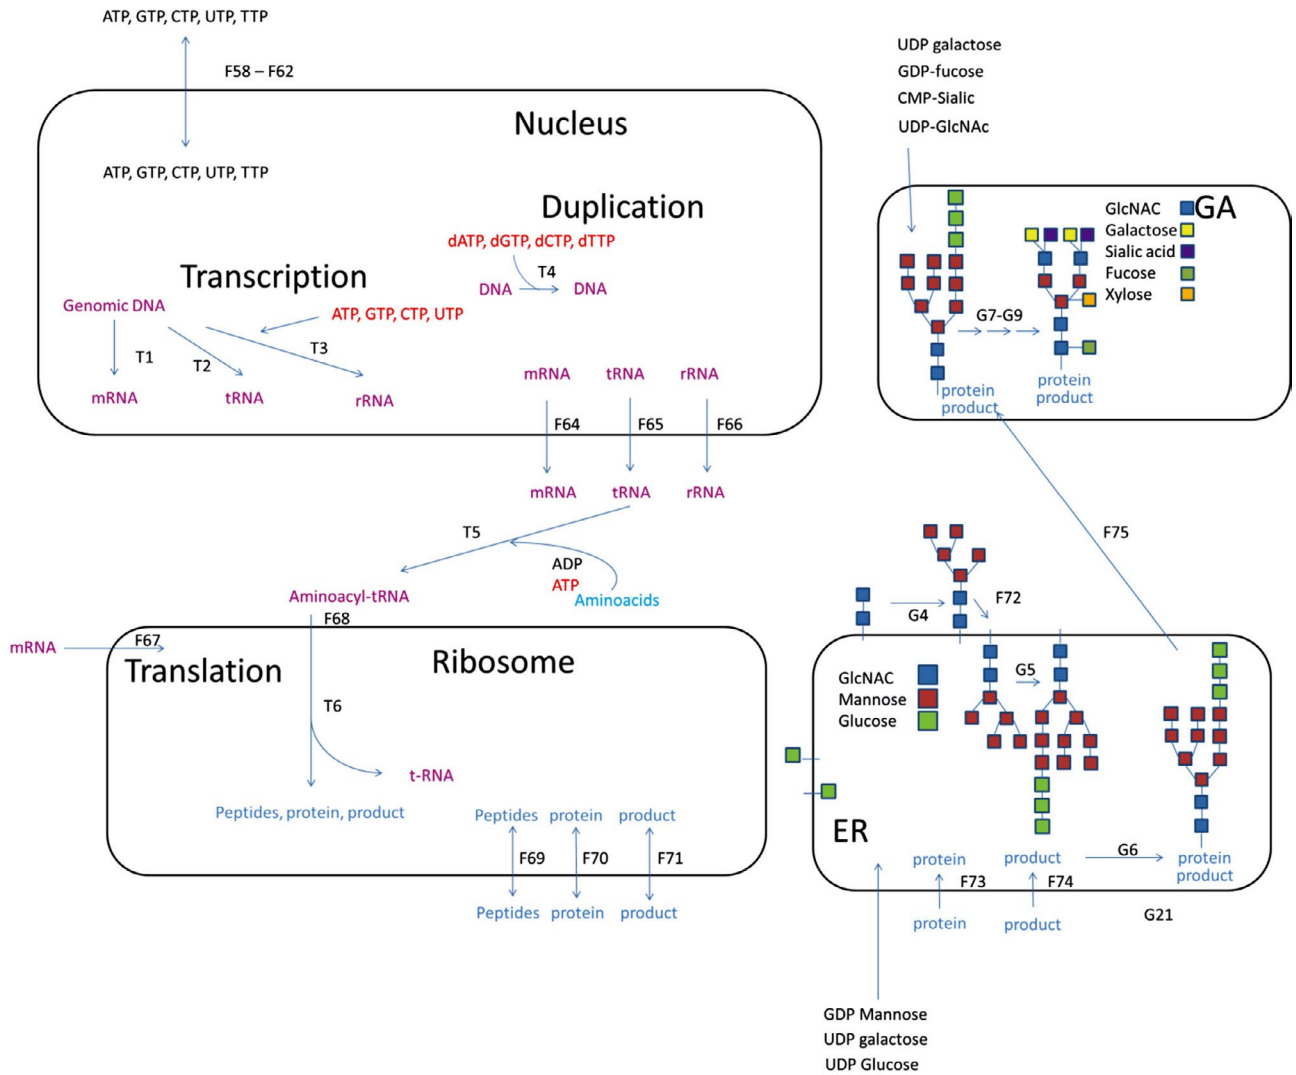 ATP, GTP, CTP, UTP, TTP
F58 – F62
Nucleus
ATP, GTP, CTP, UTP, TTP
Duplication
dATP, dGTP, dCTP, dTTP
T4
DNA
DNA
Transcription
Genomic DNA
ATP, GTP, CTP, UTP
T1
T2
T3
mRNA
tRNA
rRNA
mRNA
tRNA
rRNA
F64
F65
F66
mRNA
tRNA
rRNA
T5
ADP
ATP
Aminoacids
Aminoacyl-tRNA
F68
mRNA
F67
Translation
Ribosome
T6
t-RNA
Peptides, protein, product
Peptides
protein
product
F69
F70
F71
Peptides
protein
product
UDP galactose
GDP-fucose
CMP-Sialic
UDP-GlcNAc
GA
GlcNAC
Galactose
Sialic acid
Fucose
Xylose
G7-G9
protein
product
protein
product
F75
G4
F72
G5
GlcNAC
Mannose
Glucose
ER
protein
product
G6
protein
product
F73
F74
protein
product
G21
GDP Mannose
UDP galactose
UDP Glucose